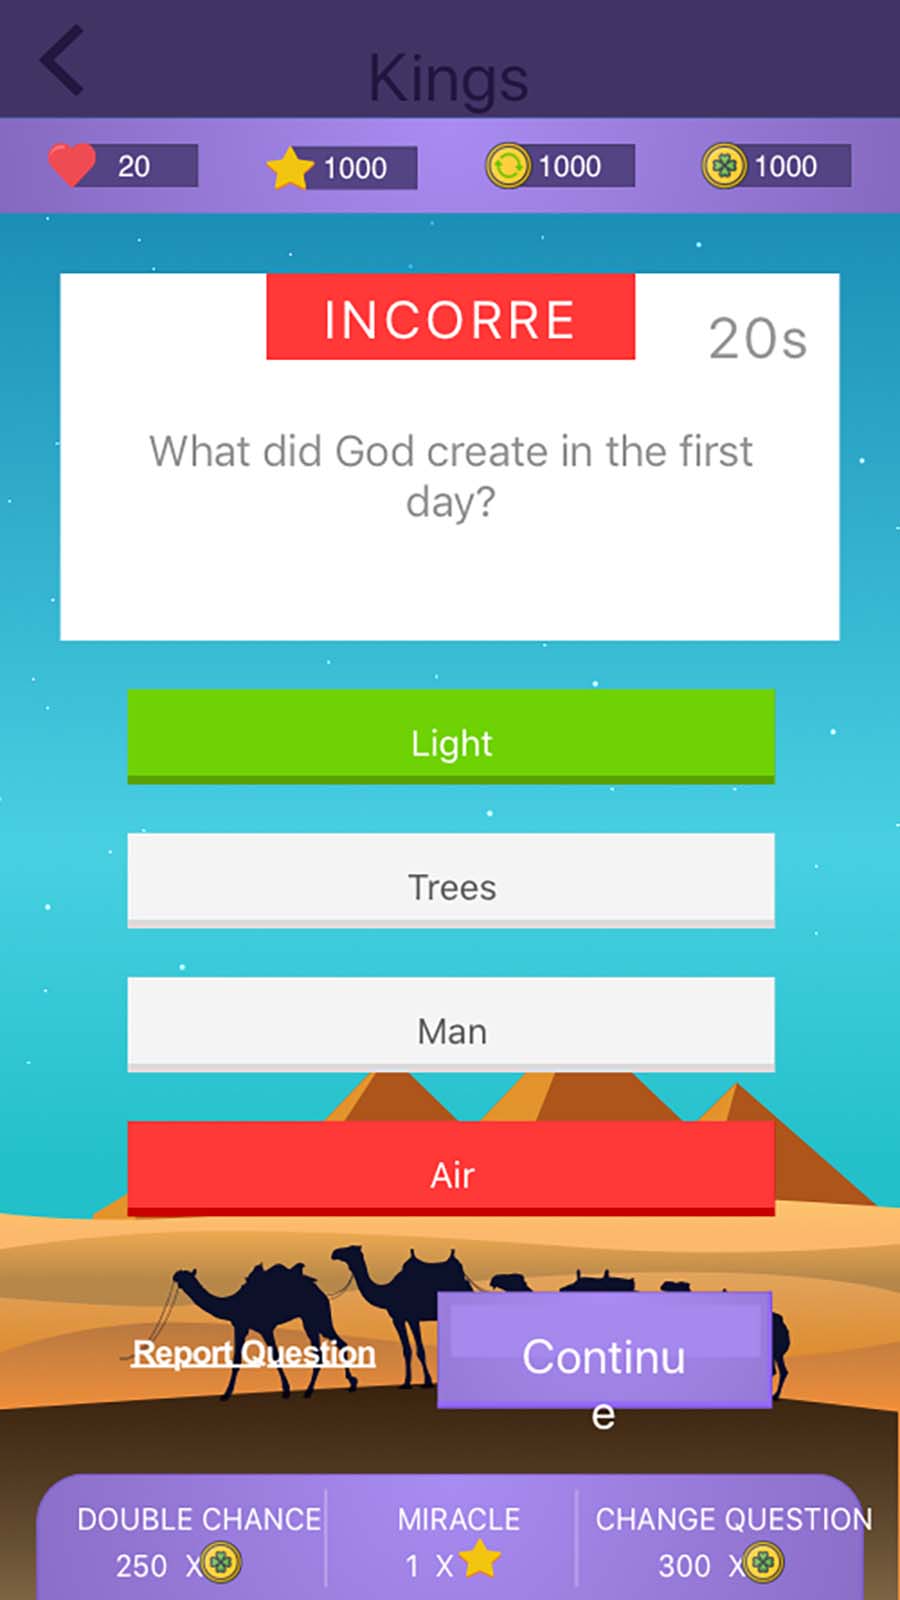 Kings
20 1000 1000 1000
INCORRE
20s
What did God create in the first
day?
Light
Trees
Man
Air
Report Question
Continu
e
DOUBLE CHANCE MIRACLE CHANGE QUESTION
250 X 1 X 300 X